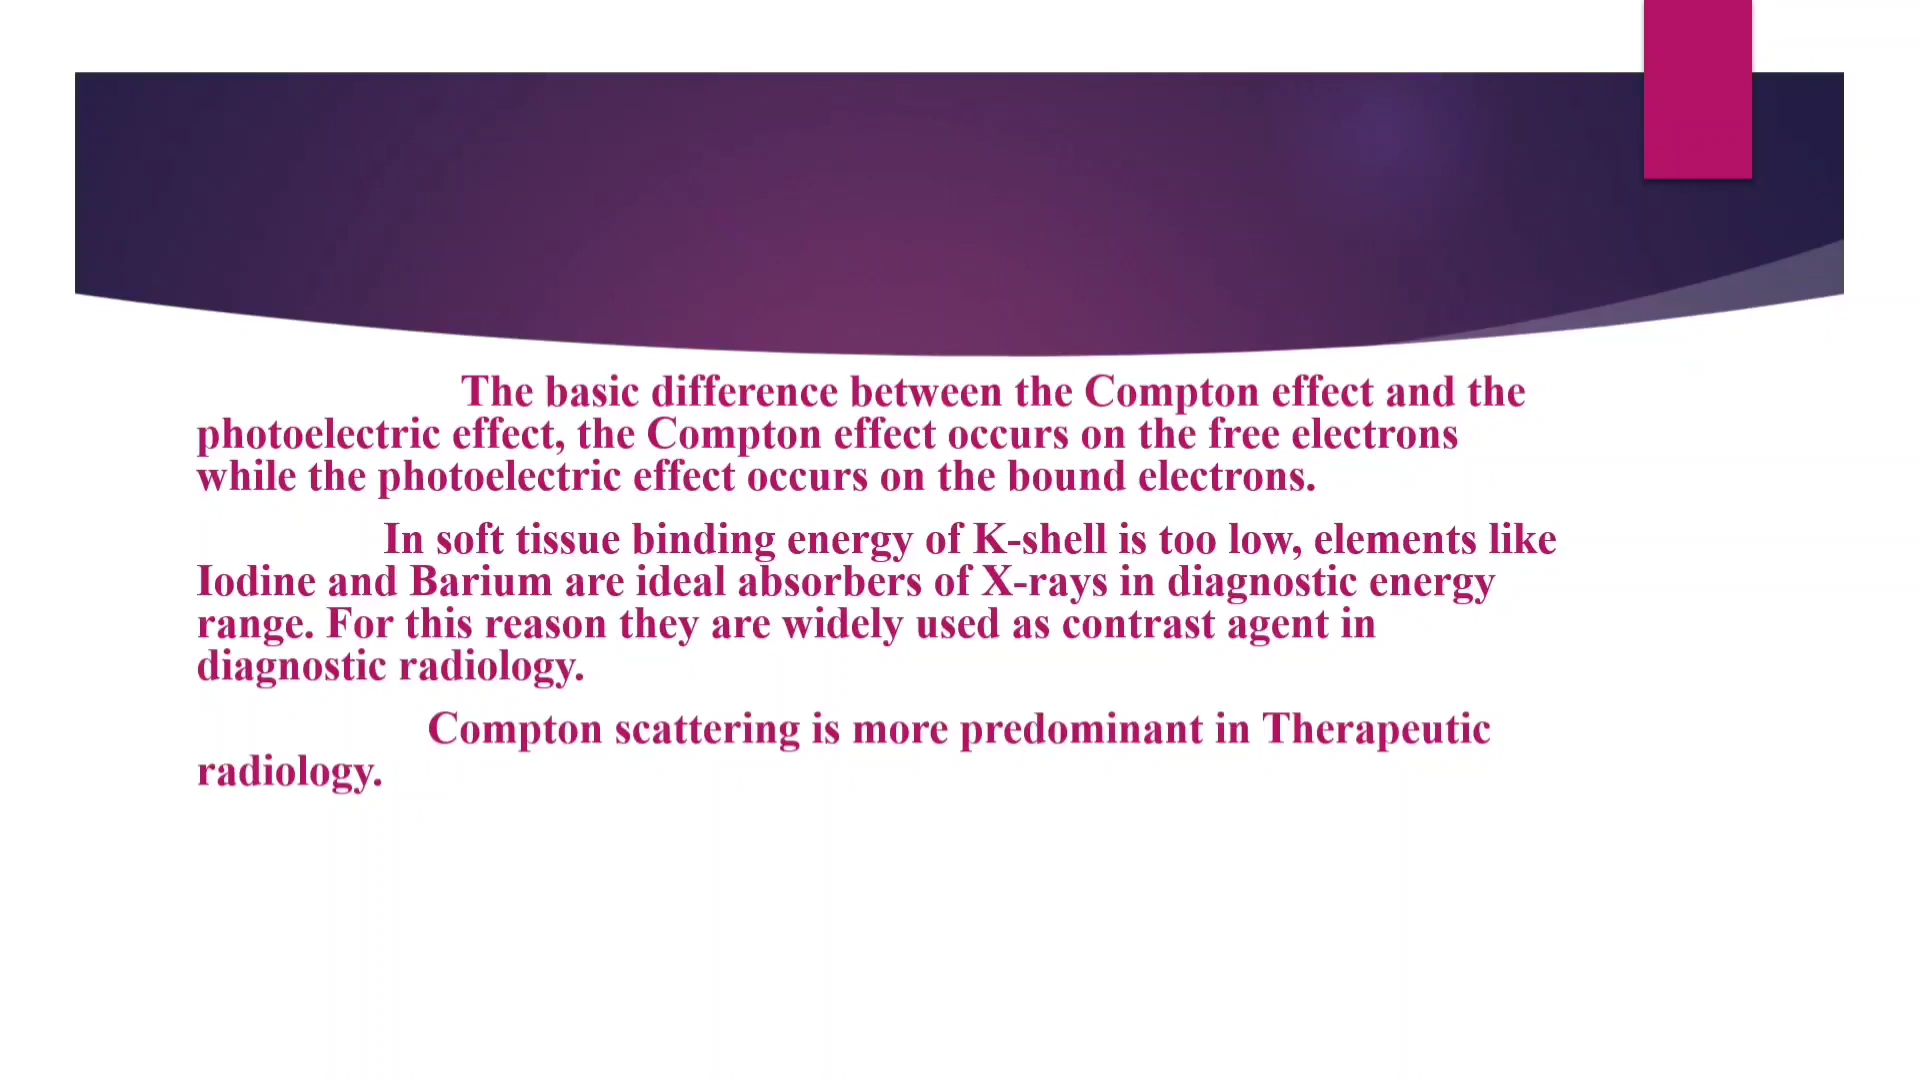 The basic difference between the Compton effect and the
photoelectric effect, the Compton effect occurs on the free electrons
while the photoelectric effect occurs on the bound electrons.
In soft tissue binding energy of K-shell is too low, elements like
Iodine and Barium are ideal absorbers of X-rays in diagnostic energy
range. For this reason they are widely used as contrast agent in
diagnostic radiology.
Compton scattering is more predominant in Therapeutic
radiology.